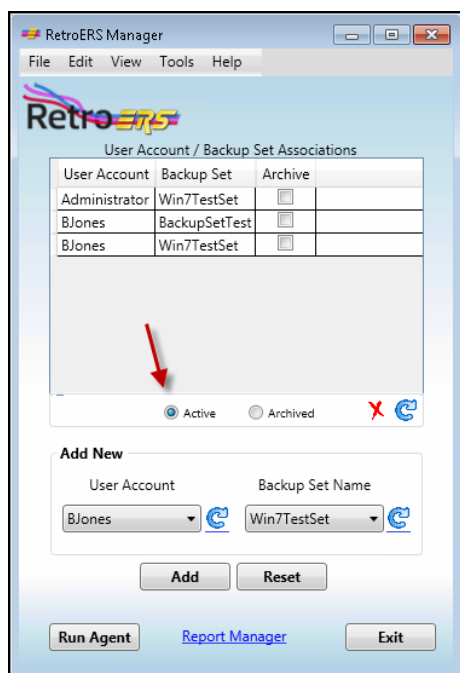 RetroERS Manager
File Edit View Tools Help
Retro ERS
User Account / Backup Set Associations
User Account Backup Set Archive
Administrator Win7TestSet
BJones BackupSetTest
BJones Win7TestSet
Active Archived
Add New
User Account Backup Set Name
BJones Win7TestSet
Add Reset
Run Agent Report Manager Exit